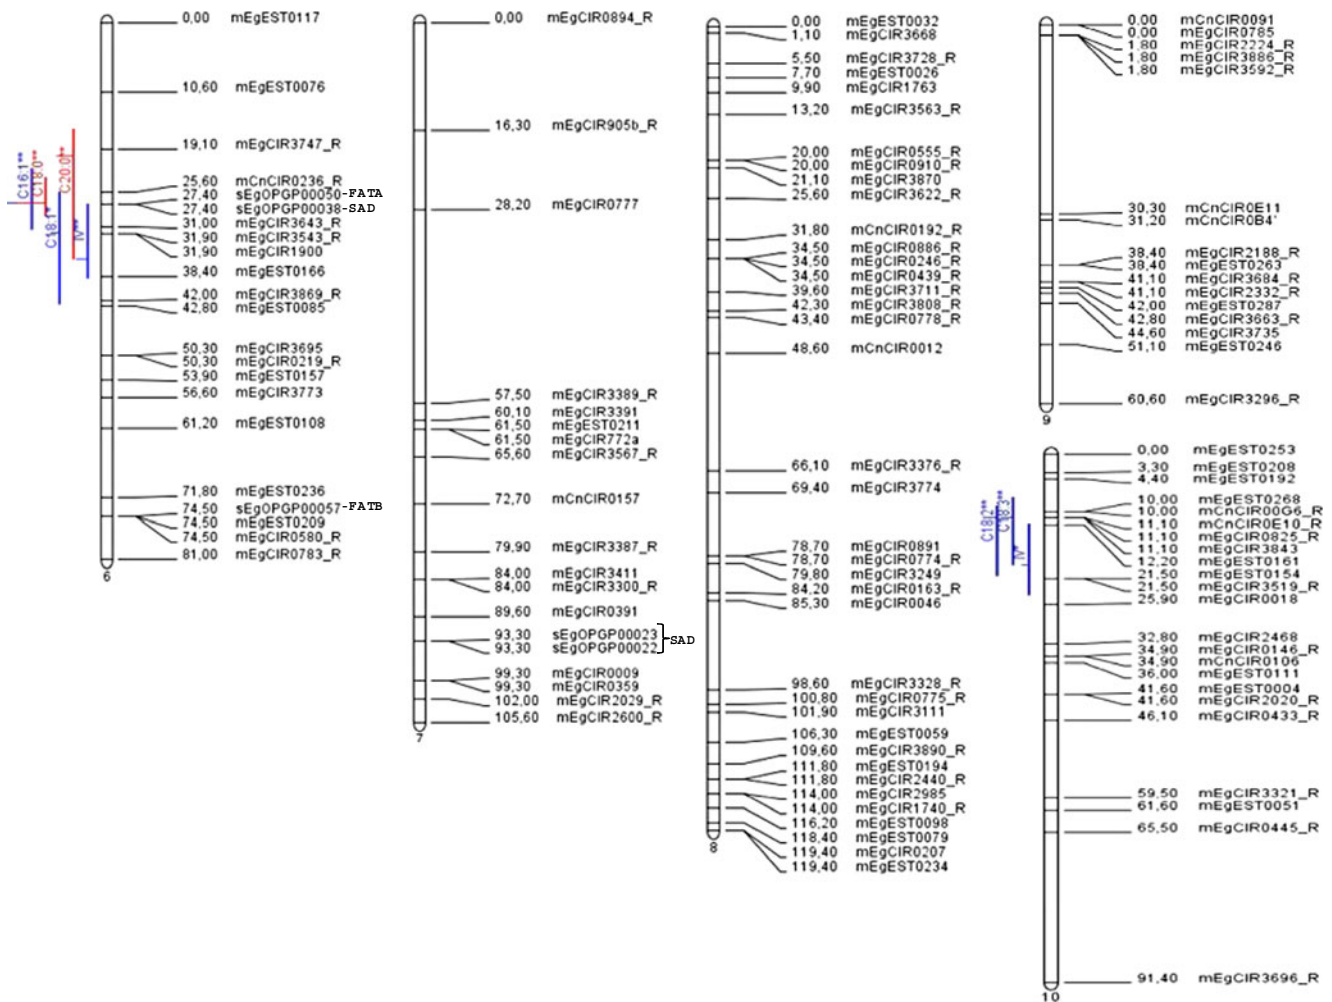 C16:1**
C18:0**
C20:0**
C18:1*
IV**
0,00 mEgEST0117
10,60 mEgEST0076
19,10 mEgCIR3747_R
25,60 mCnCIR0236_R
27,40 sEgOPGP00050-FATA
27,40 sEgOPGP00038-SAD
31,00 mEgCIR3643_R
31,90 mEgCIR3543_R
31,90 mEgCIR1900
38,40 mEgEST0166
42,00 mEgCIR3869_R
42,80 mEgEST0085
50,30 mEgCIR3695
50,30 mEgCIR0219_R
53,90 mEgEST0157
56,60 mEgCIR3773
61,20 mEgEST0108
71,80 mEgEST0236
74,50 sEgOPGP00057-FATB
74,50 mEgEST0209
74,50 mEgCIR0580_R
81,00 mEgCIR0783_R
6
0,00 mEgCIR0894_R
16,30 mEgCIR905b_R
28,20 mEgCIR0777
57,50 mEgCIR3389_R
60,10 mEgCIR3391
61,50 mEgEST0211
61,50 mEgCIR772a
65,60 mEgCIR3567_R
72,70 mCnCIR0157
79,90 mEgCIR3387_R
84,00 mEgCIR3411
84,00 mEgCIR3300_R
89,60 mEgCIR0391
93,30 sEgOPGP00023
93,30 sEgOPGP00022
SAD
99,30 mEgCIR0009
99,30 mEgCIR0359
102,00 mEgCIR2029_R
105,60 mEgCIR2600_R
7
0,00 mEgEST0032
1,10 mEgCIR3668
5,50 mEgCIR3728_R
7,70 mEgEST0026
9,90 mEgCIR1763
13,20 mEgCIR3563_R
20,00 mEgCIR0555_R
20,00 mEgCIR0910_R
21,10 mEgCIR3870
25,60 mEgCIR3622_R
31,80 mCnCIR0192_R
34,50 mEgCIR0886_R
34,50 mEgCIR0246_R
34,50 mEgCIR0439_R
39,60 mEgCIR3711_R
42,30 mEgCIR3808_R
43,40 mEgCIR0778_R
48,60 mCnCIR0012
66,10 mEgCIR3376_R
69,40 mEgCIR3774
78,70 mEgCIR0891
78,70 mEgCIR0774_R
79,80 mEgCIR3249
84,20 mEgCIR0163_R
85,30 mEgCIR0046
98,60 mEgCIR3328_R
100,80 mEgCIR0775_R
101,90 mEgCIR3111
106,30 mEgEST0059
109,60 mEgCIR3890_R
111,80 mEgEST0194
111,80 mEgCIR2440_R
114,00 mEgCIR2985
114,00 mEgCIR1740_R
116,20 mEgEST0098
118,40 mEgEST0079
119,40 mEgCIR0207
119,40 mEgEST0234
8
0,00 mCnCIR0091
0,00 mEgCIR0785
1,80 mEgCIR2224_R
1,80 mEgCIR3886_R
1,80 mEgCIR3592_R
30,30 mCnCIR0E11
31,20 mCnCIR0B4'
38,40 mEgCIR2188_R
38,40 mEgEST0263
41,10 mEgCIR3684_R
41,10 mEgCIR2332_R
42,00 mEgEST0287
42,80 mEgCIR3663_R
44,60 mEgCIR3735
51,10 mEgEST0246
60,60 mEgCIR3296_R
9
C18:2**
C18:3**
IV*
0,00 mEgEST0253
3,30 mEgEST0208
4,40 mEgEST0192
10,00 mEgEST0268
10,00 mCnCIR00G6_R
11,10 mCnCIR0E10_R
11,10 mEgCIR0825_R
11,10 mEgCIR3843
12,20 mEgEST0161
21,50 mEgEST0154
21,50 mEgCIR3519_R
25,90 mEgCIR0018
32,80 mEgCIR2468
34,90 mEgCIR0146_R
34,90 mCnCIR0106
36,00 mEgEST0111
41,60 mEgEST0004
41,60 mEgCIR2020_R
46,10 mEgCIR0433_R
59,50 mEgCIR3321_R
61,60 mEgEST0051
65,50 mEgCIR0445_R
91,40 mEgCIR3696_R
10